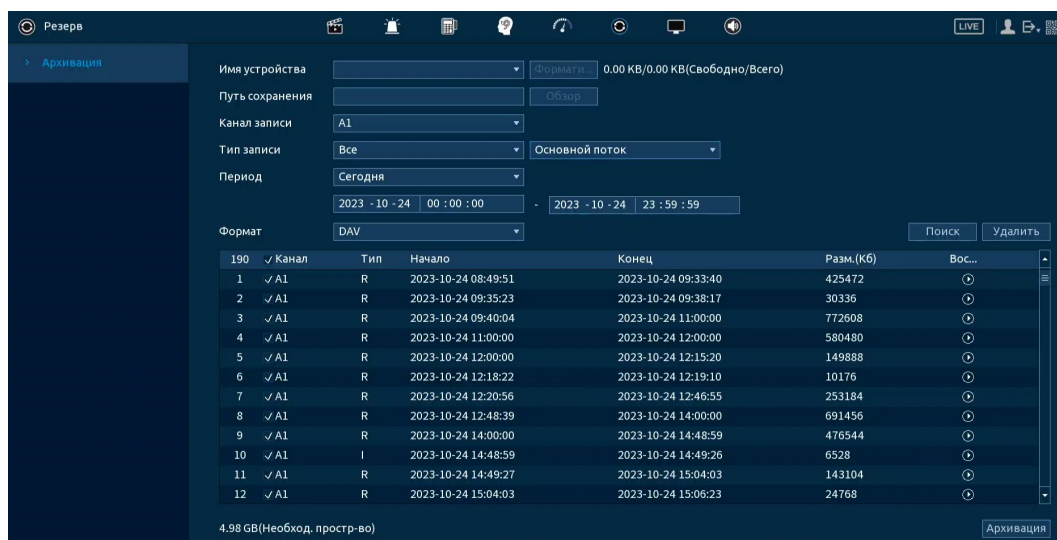 Резерв LIVE
Архивация
Имя устройства Формати... 0.00 KB/0.00 KB(Свободно/Всего)
Путь сохранения Обзор
Канал записи A1
Тип записи Все Основной поток
Период Сегодня
2023 -10 -24 00 : 00 : 00 - 2023 -10 -24 23 : 59 : 59
Формат DAV Поиск Удалить
190 Канал Тип Начало Конец Разм.(Кб) Вос...
1 A1 R 2023-10-24 08:49:51 2023-10-24 09:33:40 425472
2 A1 R 2023-10-24 09:35:23 2023-10-24 09:38:17 30336
3 A1 R 2023-10-24 09:40:04 2023-10-24 11:00:00 772608
4 A1 R 2023-10-24 11:00:00 2023-10-24 12:00:00 580480
5 A1 R 2023-10-24 12:00:00 2023-10-24 12:15:20 149888
6 A1 R 2023-10-24 12:18:22 2023-10-24 12:19:10 10176
7 A1 R 2023-10-24 12:20:56 2023-10-24 12:46:55 253184
8 A1 R 2023-10-24 12:48:39 2023-10-24 14:00:00 691456
9 A1 R 2023-10-24 14:00:00 2023-10-24 14:48:59 476544
10 A1 I 2023-10-24 14:48:59 2023-10-24 14:49:26 6528
11 A1 R 2023-10-24 14:49:27 2023-10-24 15:04:03 143104
12 A1 R 2023-10-24 15:04:03 2023-10-24 15:06:23 24768
4.98 GB(Необход. простр-во) Архивация